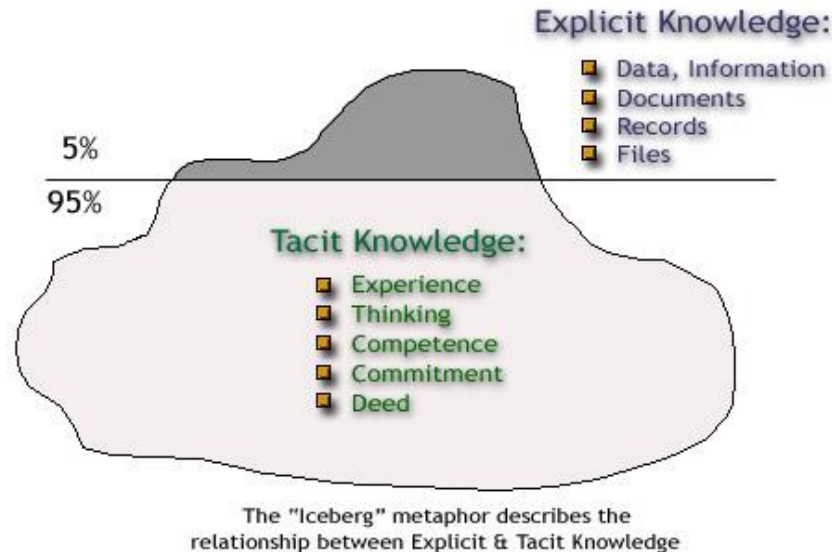 Explicit Knowledge:
Data, Information
Documents
Records
Files
5%
95%
Tacit Knowledge:
Experience
Thinking
Competence
Commitment
Deed
The "Iceberg" metaphor describes the
relationship between Explicit & Tacit Knowledge